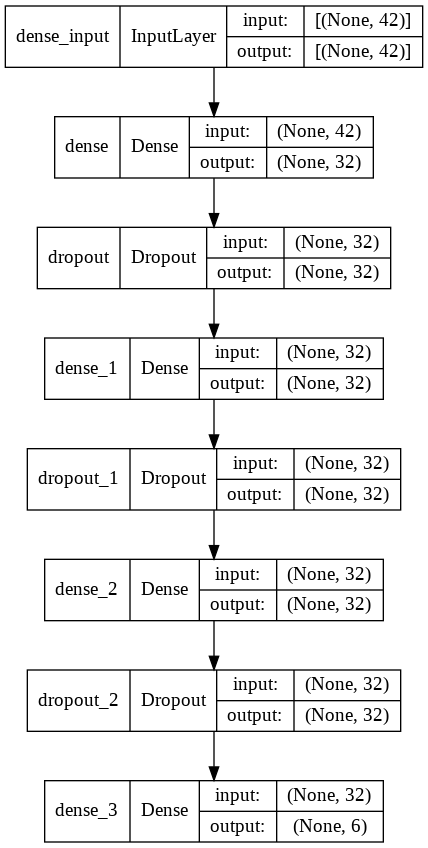 dense_input InputLayer input: [(None, 42)]
output: [(None, 42)]
dense Dense input: (None, 42)
output: (None, 32)
dropout Dropout input: (None, 32)
output: (None, 32)
dense_1 Dense input: (None, 32)
output: (None, 32)
dropout_1 Dropout input: (None, 32)
output: (None, 32)
dense_2 Dense input: (None, 32)
output: (None, 32)
dropout_2 Dropout input: (None, 32)
output: (None, 32)
dense_3 Dense input: (None, 32)
output: (None, 6)